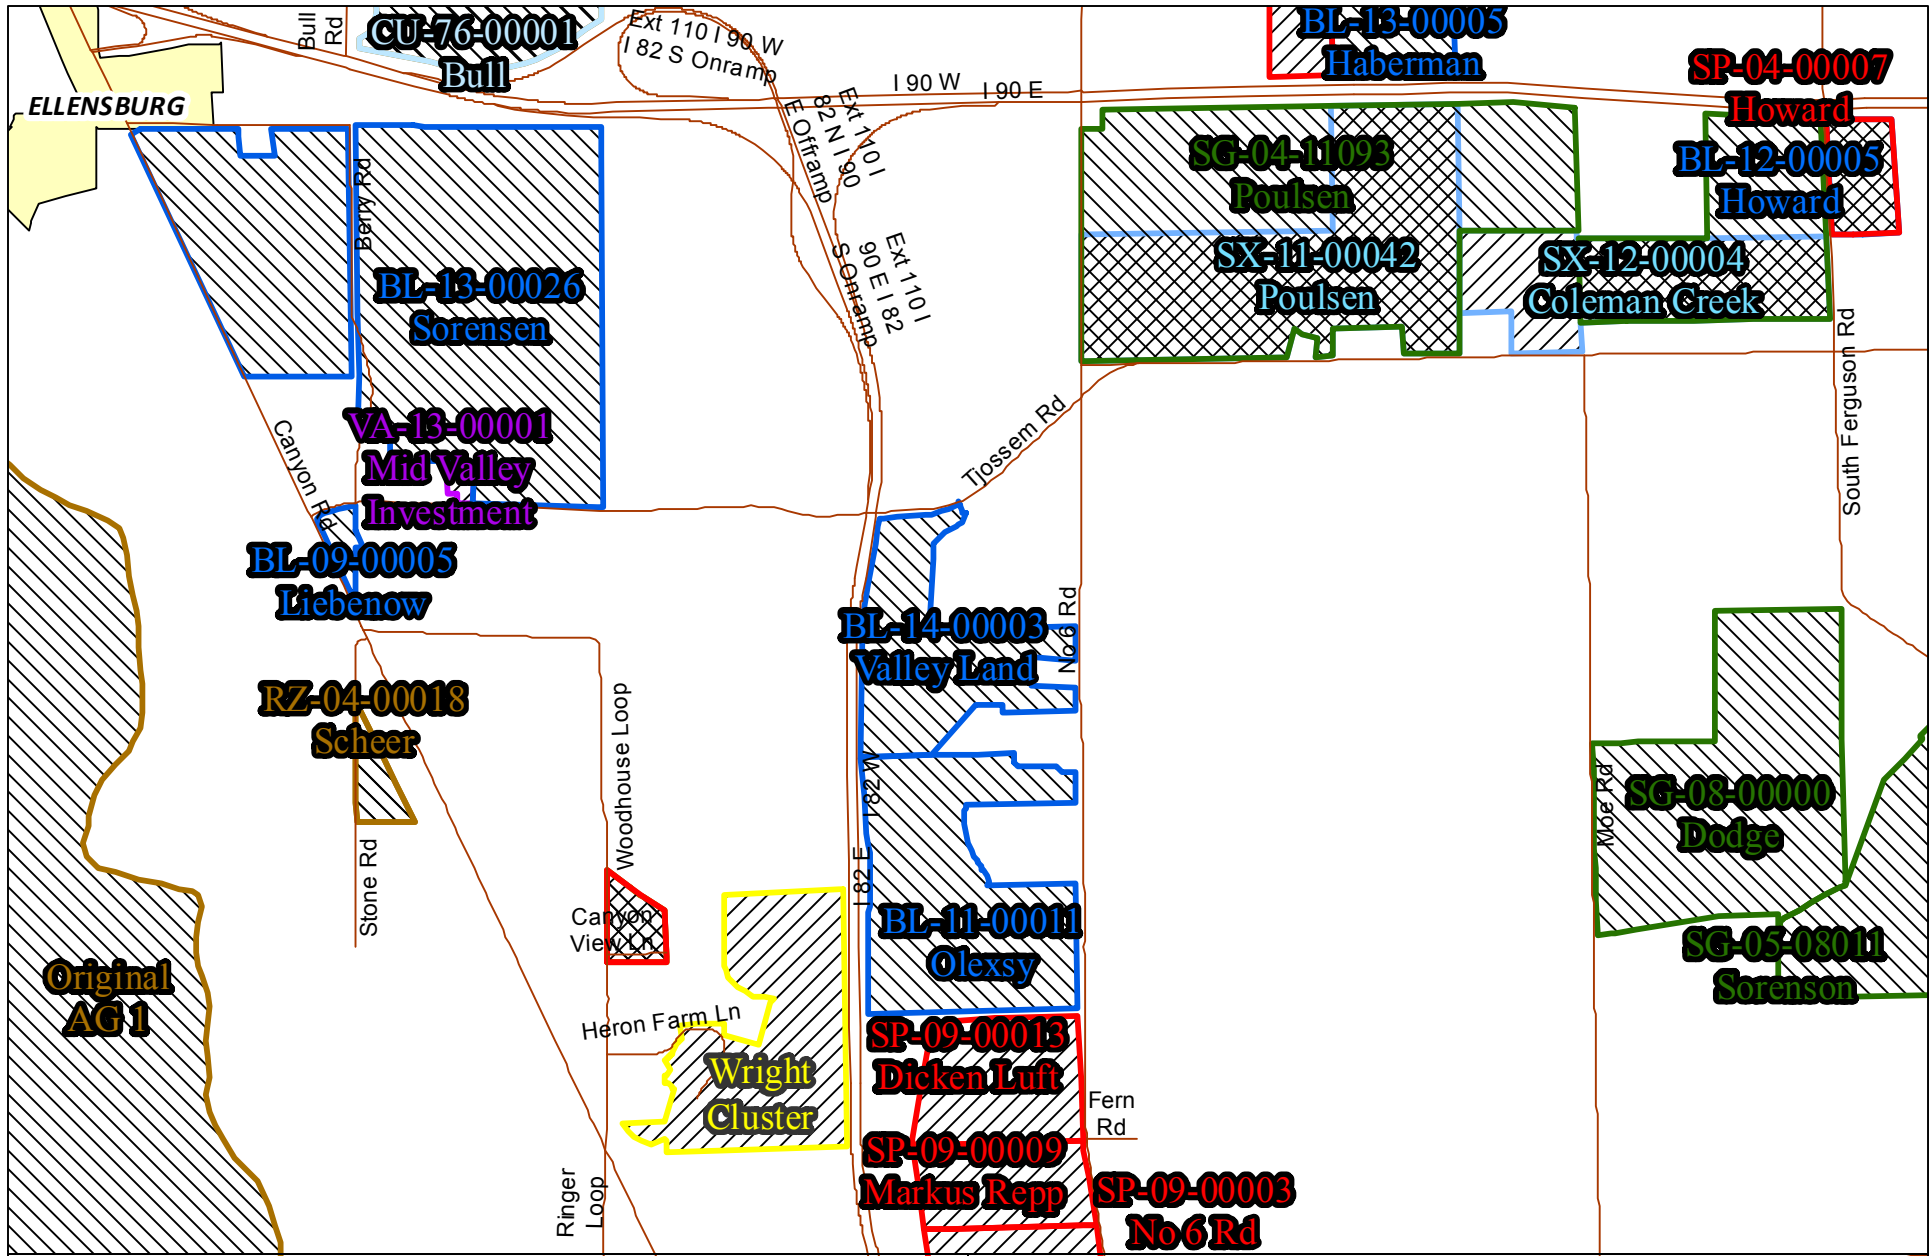 Bull
Rd
CU-76-00001
Bull
Ext 110 I 90 W
I 82 S Onramp
I 90 W
I 90 E
BL-13-00005
Haberman
SP-04-00007
Howard
ELLENSBURG
Ext 110 I
82 N I 90
E Offramp
Berry Rd
SG-04-11093
Poulsen
BL-12-00005
Howard
BL-13-00026
Sorensen
Ext 110 I
90 E I 82
S Onramp
SX-11-00042
Poulsen
SX-12-00004
Coleman Creek
South Ferguson Rd
VA-13-00001
Mid Valley
Investment
Canyon Rd
Tjossem Rd
BL-09-00005
Liebenow
BL-14-00003
Valley Land
No 6 Rd
RZ-04-00018
Scheer
Woodhouse Loop
I 82 W
I 82 E
Moe Rd
SG-08-00000
Dodge
Stone Rd
Canyon
View Ln
BL-11-00011
Olexsy
SG-05-08011
Sorenson
Original
AG 1
Heron Farm Ln
Wright
Cluster
SP-09-00013
Dicken Luft
Fern
Rd
SP-09-00009
Markus Repp
SP-09-00003
No 6 Rd
Ringer
Loop